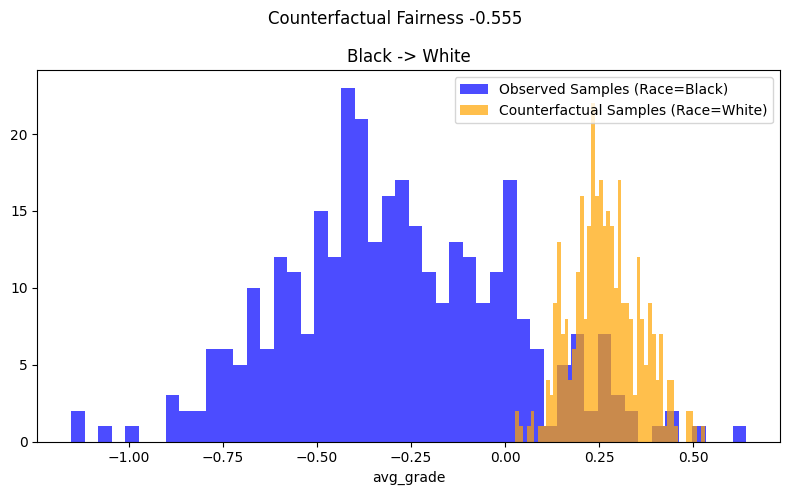 Counterfactual Fairness -0.555
Black -> White
Observed Samples (Race=Black)
Counterfactual Samples (Race=White)
20
15
10
5
0
−1.00 −0.75 −0.50 −0.25 0.00 0.25 0.50
avg_grade